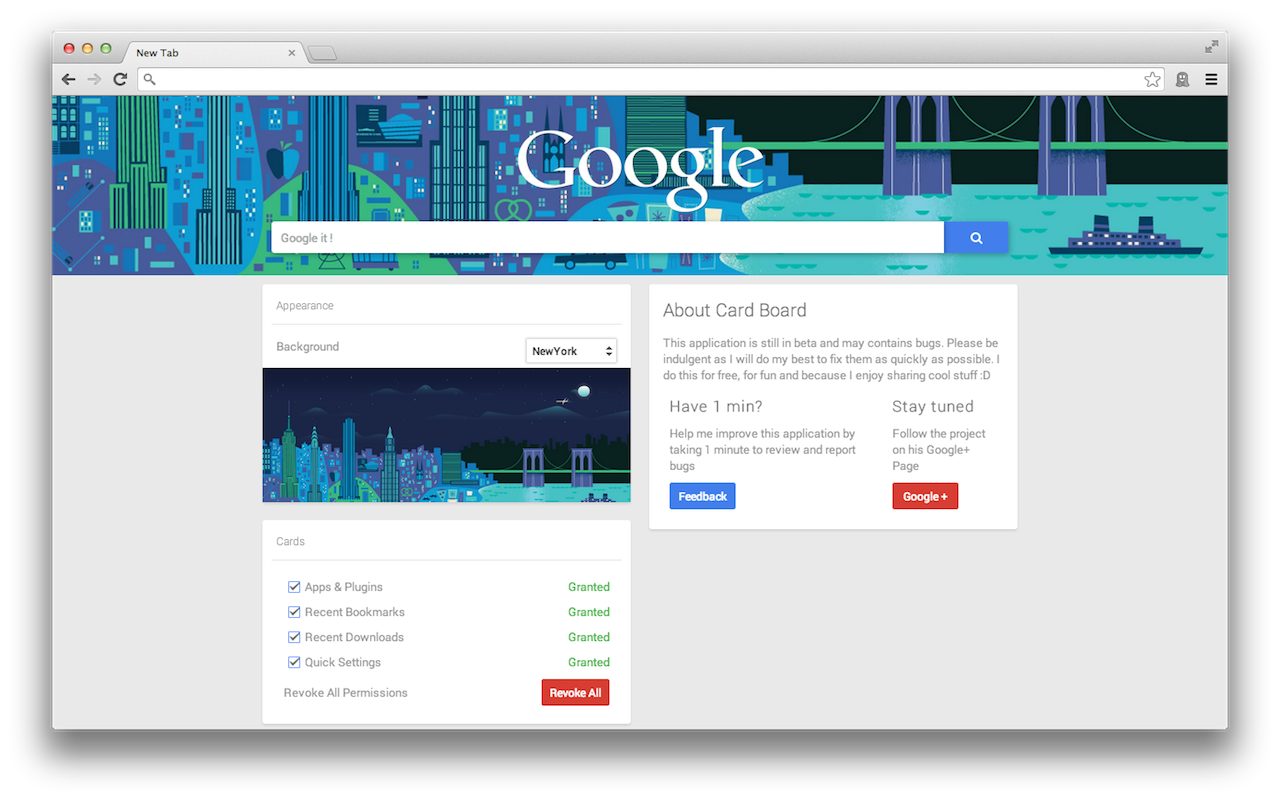 New Tab
Google
Google it !
Appearance
Background
NewYork
Cards
Apps & Plugins Granted
Recent Bookmarks Granted
Recent Downloads Granted
Quick Settings Granted
Revoke All Permissions Revoke All
About Card Board
This application is still in beta and may contains bugs. Please be
indulgent as I will do my best to fix them as quickly as possible. I
do this for free, for fun and because I enjoy sharing cool stuff :D
Have 1 min?
Help me improve this application by
taking 1 minute to review and report
bugs
Feedback
Stay tuned
Follow the project
on his Google+
Page
Google +